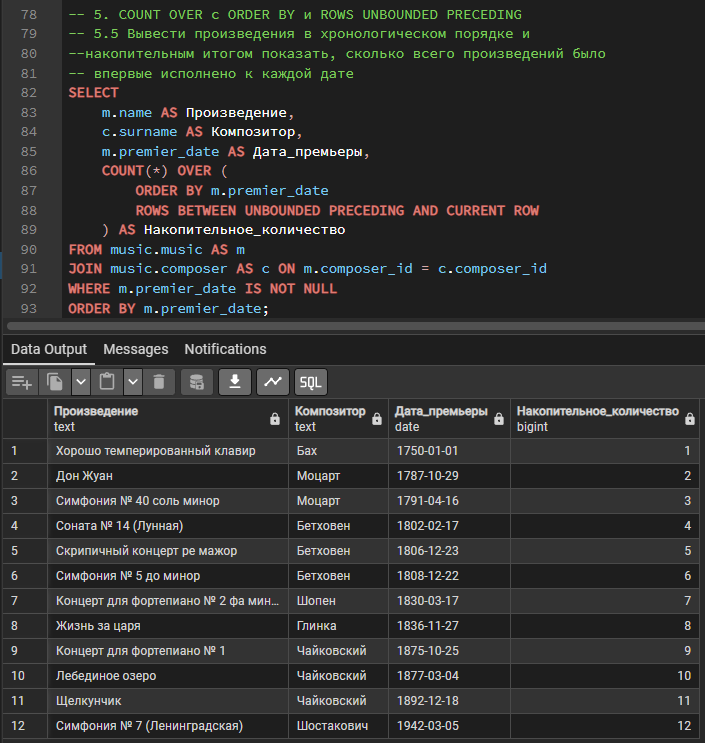 78 -- 5. COUNT OVER с ORDER BY и ROWS UNBOUNDED PRECEDING
79 -- 5.5 Вывести произведения в хронологическом порядке и
80 --накопительным итогом показать, сколько всего произведений было
81 -- впервые исполнено к каждой дате
82 SELECT
83 m.name AS Произведение,
84 c.surname AS Композитор,
85 m.premier_date AS Дата_премьеры,
86 COUNT(*) OVER (
87 ORDER BY m.premier_date
88 ROWS BETWEEN UNBOUNDED PRECEDING AND CURRENT ROW
89 ) AS Накопительное_количество
90 FROM music.music AS m
91 JOIN music.composer AS c ON m.composer_id = c.composer_id
92 WHERE m.premier_date IS NOT NULL
93 ORDER BY m.premier_date;
Data Output Messages Notifications
SQL
Произведение Композитор Дата_премьеры Накопительное_количество
text text date bigint
1 Хорошо темперированный клавир Бах 1750-01-01 1
2 Дон Жуан Моцарт 1787-10-29 2
3 Симфония № 40 соль минор Моцарт 1791-04-16 3
4 Соната № 14 (Лунная) Бетховен 1802-02-17 4
5 Скрипичный концерт ре мажор Бетховен 1806-12-23 5
6 Симфония № 5 до минор Бетховен 1808-12-22 6
7 Концерт для фортепиано № 2 фа мин... Шопен 1830-03-17 7
8 Жизнь за царя Глинка 1836-11-27 8
9 Концерт для фортепиано № 1 Чайковский 1875-10-25 9
10 Лебединое озеро Чайковский 1877-03-04 10
11 Щелкунчик Чайковский 1892-12-18 11
12 Симфония № 7 (Ленинградская) Шостакович 1942-03-05 12